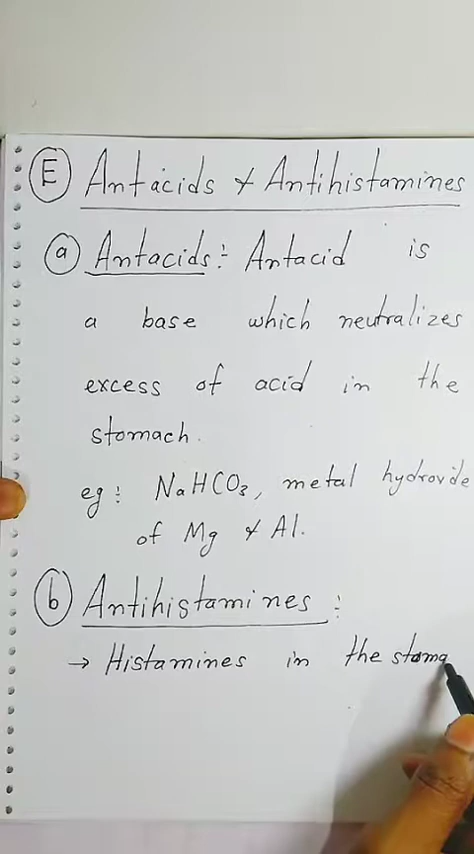 E Antacids & Antihistamines
a Antacids : Antacid is
a base which neutralizes
excess of acid in the
stomach.
eg : NaHCO₃, metal hydroxide
of Mg & Al.
b Antihistamines :
→ Histamines in the stoma